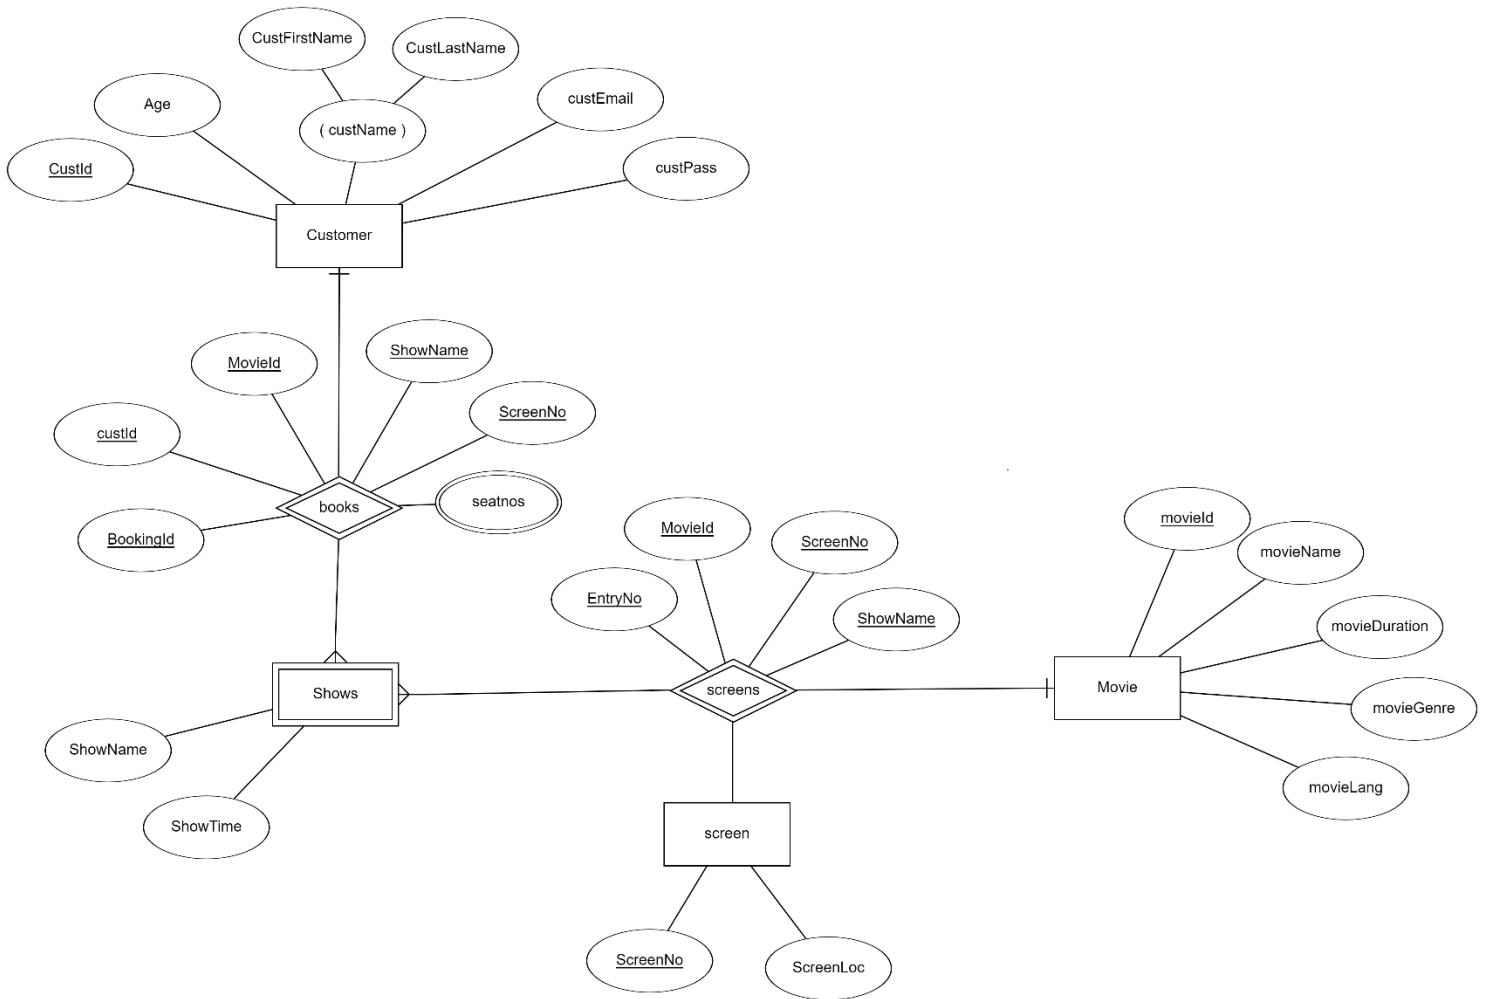 CustFirstName
CustLastName
Age
( custName )
custEmail
CustId
custPass
Customer
MovieId
ShowName
ScreenNo
custId
books
seatnos
BookingId
MovieId
ScreenNo
EntryNo
ShowName
movieId
movieName
movieDuration
Shows
screens
Movie
movieGenre
ShowName
ShowTime
movieLang
screen
ScreenNo
ScreenLoc